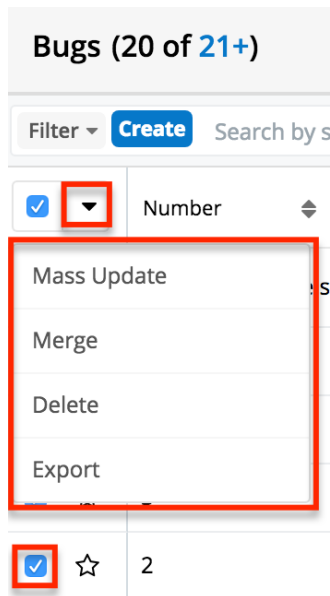 Bugs (20 of 21+)
Filter Create Search by s
Number
Mass Update
Merge
Delete
Export
2